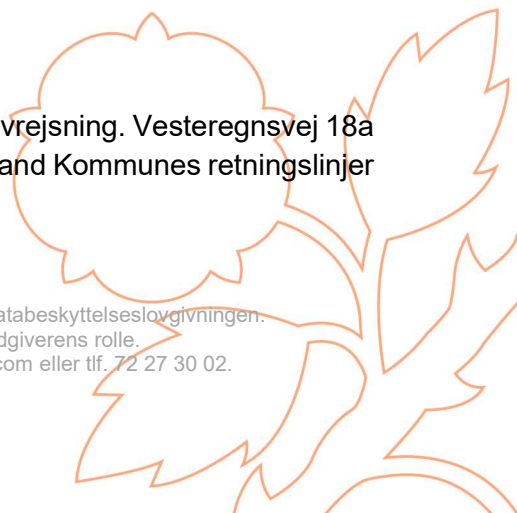 vrejsning. Vesteregnsvej 18a
and Kommunes retningslinjer
atabeskyttelseslovgivningen.
dgiverens rolle.
com eller tlf. 72 27 30 02.